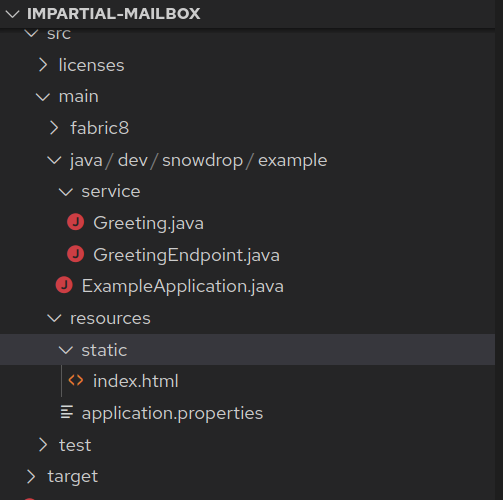 IMPARTIAL-MAILBOX
src
licenses
main
fabric8
java/dev/snowdrop/example
service
J Greeting.java
J GreetingEndpoint.java
J ExampleApplication.java
resources
static
<> index.html
application.properties
test
target